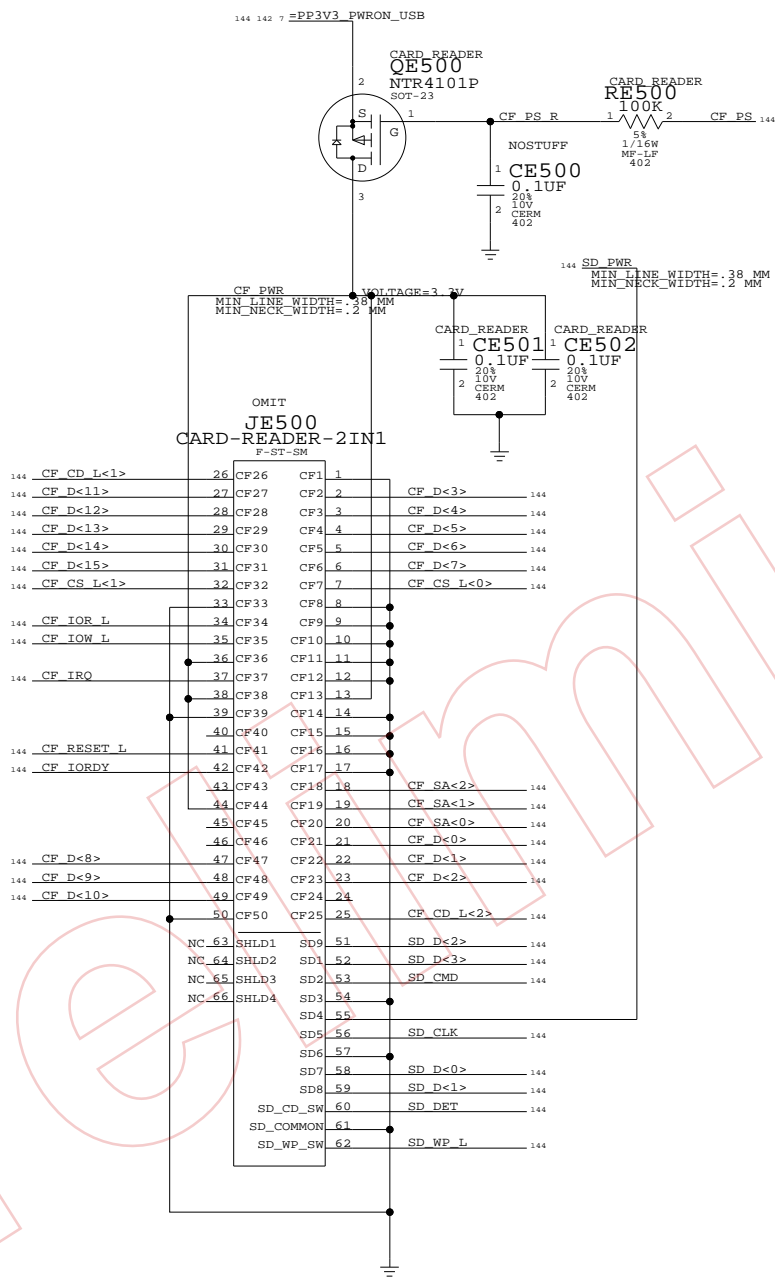 144 142 7 =PP3V3_PWRON_USB
CARD_READER
QE500
NTR4101P
SOT-23
2
S
G
D
1
3
CF_PS_R
CARD_READER
RE500
100K
1
2
5%
1/16W
MF-LF
402
CF_PS 144
NOSTUFF
CE500
1
0.1UF
20%
10V
CERM
402
2
144 SD_PWR
MIN_LINE_WIDTH=.38 MM
MIN_NECK_WIDTH=.2 MM
CF_PWR
VOLTAGE=3.3V
MIN_LINE_WIDTH=.38 MM
MIN_NECK_WIDTH=.2 MM
CARD_READER
1
CE501
0.1UF
20%
10V
CERM
402
2
CARD_READER
1
CE502
0.1UF
20%
10V
CERM
402
2
OMIT
JE500
CARD-READER-2IN1
F-ST-SM
144 CF_CD_L<1> 26 CF26 CF1 1
144 CF_D<11> 27 CF27 CF2 2 CF_D<3> 144
144 CF_D<12> 28 CF28 CF3 3 CF_D<4> 144
144 CF_D<13> 29 CF29 CF4 4 CF_D<5> 144
144 CF_D<14> 30 CF30 CF5 5 CF_D<6> 144
144 CF_D<15> 31 CF31 CF6 6 CF_D<7> 144
144 CF_CS_L<1> 32 CF32 CF7 7 CF_CS_L<0> 144
33 CF33 CF8 8
144 CF_IOR_L 34 CF34 CF9 9
144 CF_IOW_L 35 CF35 CF10 10
36 CF36 CF11 11
144 CF_IRQ 37 CF37 CF12 12
38 CF38 CF13 13
39 CF39 CF14 14
40 CF40 CF15 15
144 CF_RESET_L 41 CF41 CF16 16
144 CF_IORDY 42 CF42 CF17 17
43 CF43 CF18 18 CF_SA<2> 144
44 CF44 CF19 19 CF_SA<1> 144
45 CF45 CF20 20 CF_SA<0> 144
46 CF46 CF21 21 CF_D<0> 144
144 CF_D<8> 47 CF47 CF22 22 CF_D<1> 144
144 CF_D<9> 48 CF48 CF23 23 CF_D<2> 144
144 CF_D<10> 49 CF49 CF24 24
50 CF50 CF25 25 CF_CD_L<2> 144
NC 63 SHLD1 SD9 51 SD_D<2> 144
NC 64 SHLD2 SD1 52 SD_D<3> 144
NC 65 SHLD3 SD2 53 SD_CMD 144
NC 66 SHLD4 SD3 54
SD4 55
SD5 56 SD_CLK 144
SD6 57
SD7 58 SD_D<0> 144
SD8 59 SD_D<1> 144
SD_CD_SW 60 SD_DET 144
SD_COMMON 61
SD_WP_SW 62 SD_WP_L 144